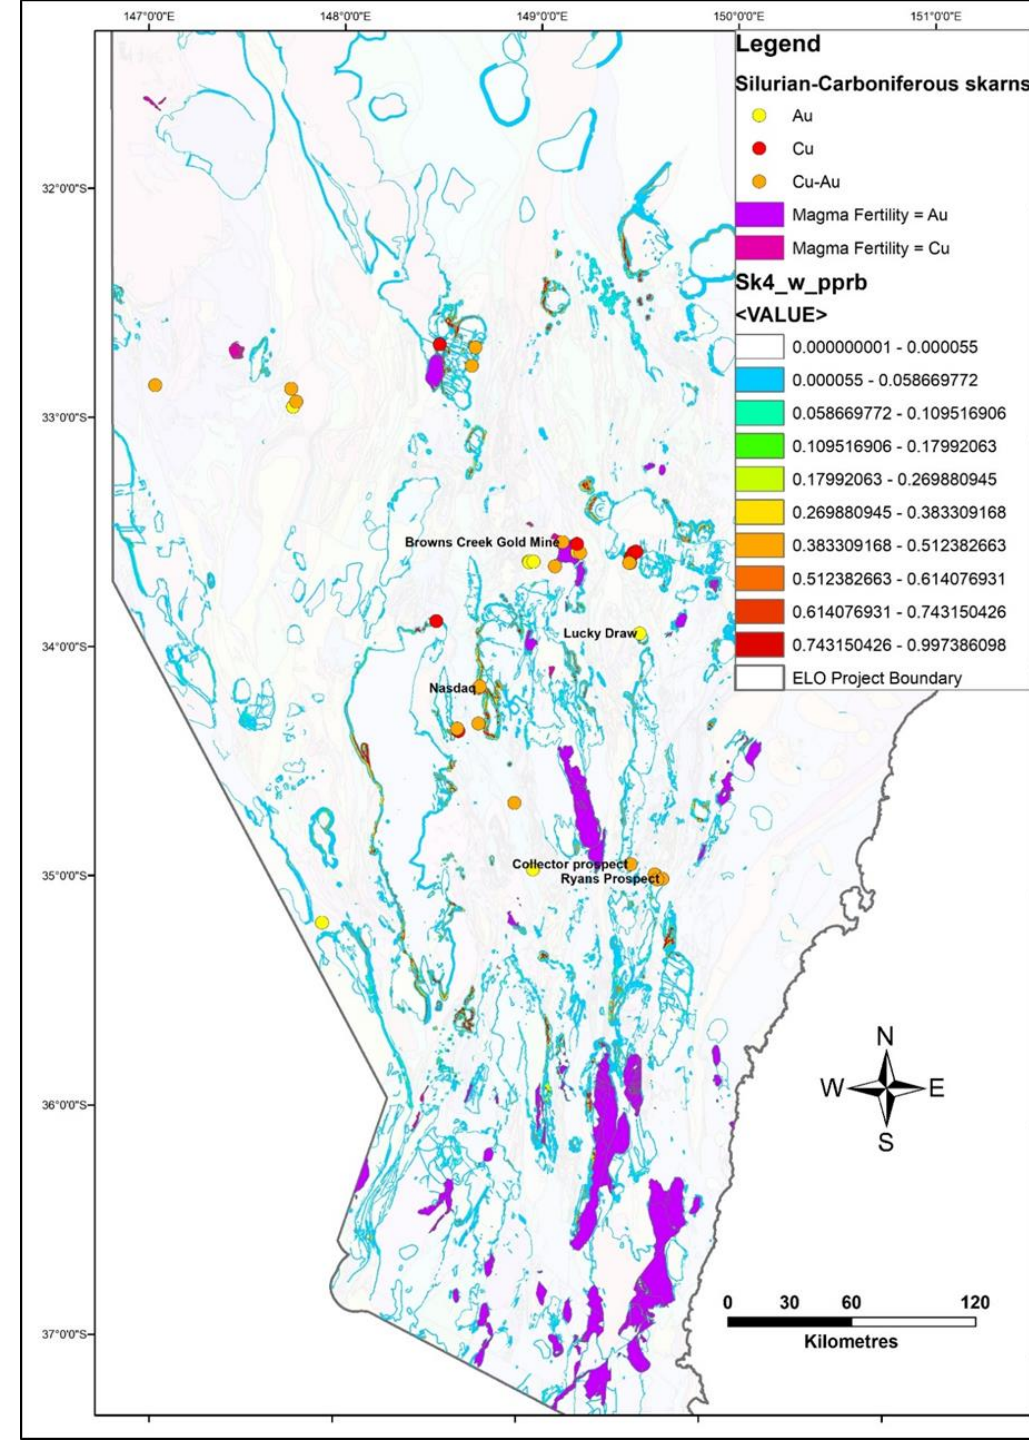 147°0'0"E 148°0'0"E 149°0'0"E 150°0'0"E 151°0'0"E
Legend
Silurian-Carboniferous skarns
Au
Cu
Cu-Au
Magma Fertility = Au
Magma Fertility = Cu
Sk4_w_pprb
<VALUE>
0.000000001 - 0.000055
0.000055 - 0.058669772
0.058669772 - 0.109516906
0.109516906 - 0.17992063
0.17992063 - 0.269880945
0.269880945 - 0.383309168
0.383309168 - 0.512382663
0.512382663 - 0.614076931
0.614076931 - 0.743150426
0.743150426 - 0.997386098
ELO Project Boundary
32°0'0"S
33°0'0"S
34°0'0"S
35°0'0"S
36°0'0"S
37°0'0"S
Browns Creek Gold Mine
Lucky Draw
Nasdaq
Collector prospect
Ryans Prospect
N
W E
S
0 30 60 120
Kilometres